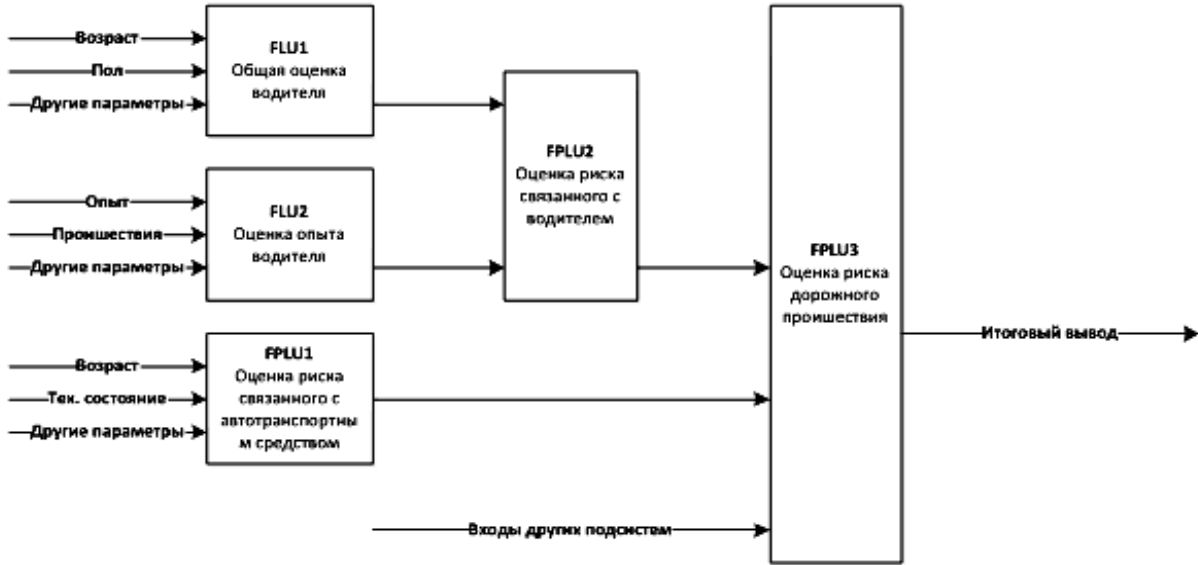 Возраст
Пол
Другие параметры
FLU1
Общая оценка
водителя
Опыт
Проишествия
Другие параметры
FLU2
Оценка опыта
водителя
Возраст
Тех. состояние
Другие параметры
FPLU1
Оценка риска
связанного с
автотранспортны
м средством
FPLU2
Оценка риска
связанного с
водителем
Входы других подсистем
FPLU3
Оценка риска
дорожного
проишествия
Итоговый вывод